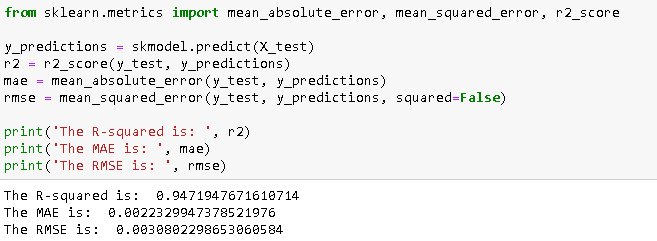 from sklearn.metrics import mean_absolute_error, mean_squared_error, r2_score
y_predictions = skmodel.predict(X_test)
r2 = r2_score(y_test, y_predictions)
mae = mean_absolute_error(y_test, y_predictions)
rmse = mean_squared_error(y_test, y_predictions, squared=False)
print('The R-squared is: ', r2)
print('The MAE is: ', mae)
print('The RMSE is: ', rmse)
The R-squared is:  0.9471947671610714
The MAE is:  0.0022329947378521976
The RMSE is:  0.0030802298653060584